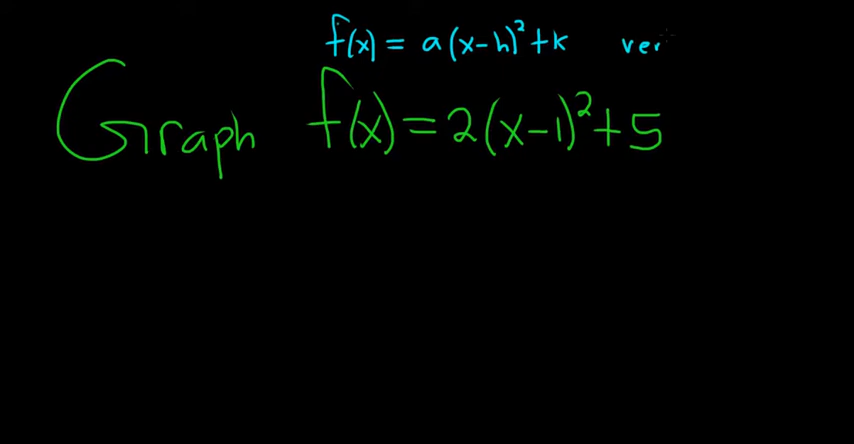 f(x) = a(x-h)² + k ver
Graph f(x) = 2(x-1)² + 5